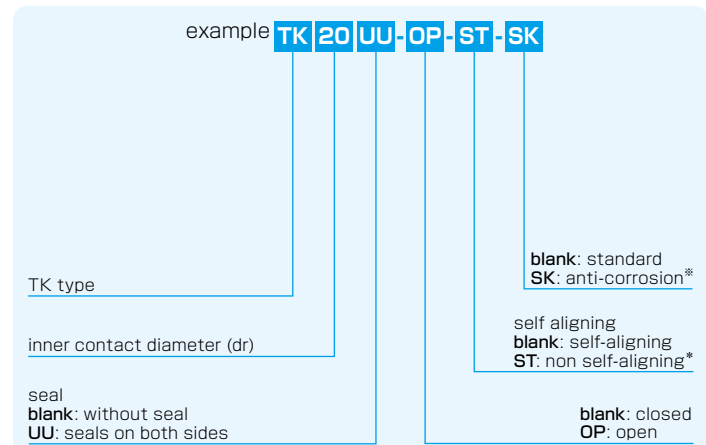 example TK 20 UU-OP-ST-SK
blank: standard
SK: anti-corrosion※
TK type
self aligning
blank: self-aligning
ST: non self-aligning*
inner contact diameter (dr)
seal
blank: without seal
UU: seals on both sides
blank: closed
OP: open